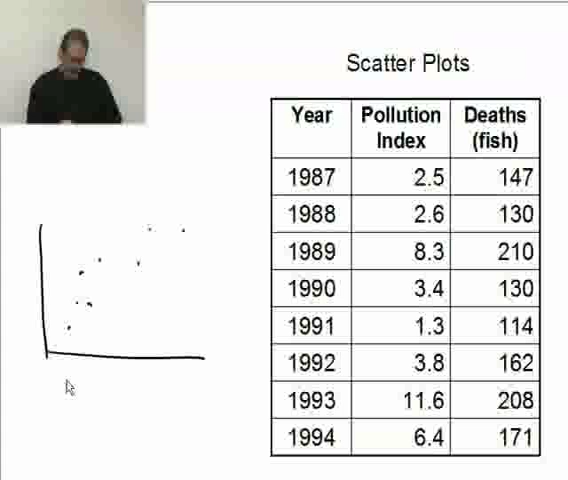 Scatter Plots
Year Pollution Index Deaths (fish)
1987 2.5 147
1988 2.6 130
1989 8.3 210
1990 3.4 130
1991 1.3 114
1992 3.8 162
1993 11.6 208
1994 6.4 171